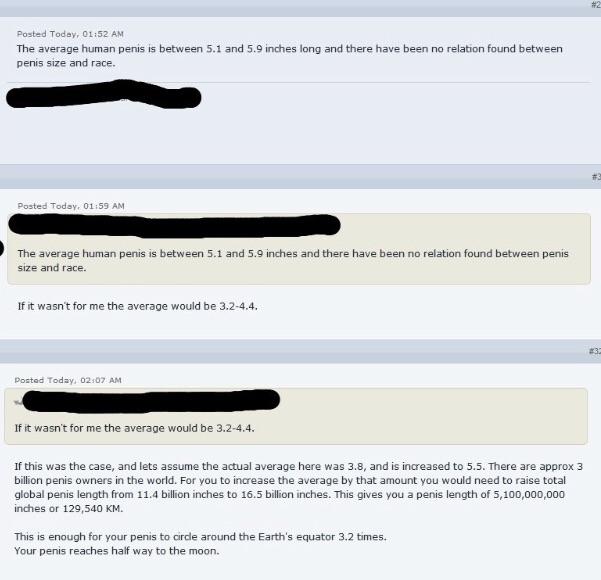 #2
Posted Today, 01:52 AM
The average human penis is between 5.1 and 5.9 inches long and there have been no relation found between
penis size and race.
#3
Posted Today, 01:59 AM
The average human penis is between 5.1 and 5.9 inches and there have been no relation found between penis
size and race.
If it wasn't for me the average would be 3.2-4.4.
#32
Posted Today, 02:07 AM
If it wasn't for me the average would be 3.2-4.4.
If this was the case, and lets assume the actual average here was 3.8, and is increased to 5.5. There are approx 3
billion penis owners in the world. For you to increase the average by that amount you would need to raise total
global penis length from 11.4 billion inches to 16.5 billion inches. This gives you a penis length of 5,100,000,000
inches or 129,540 KM.
This is enough for your penis to circle around the Earth's equator 3.2 times.
Your penis reaches half way to the moon.